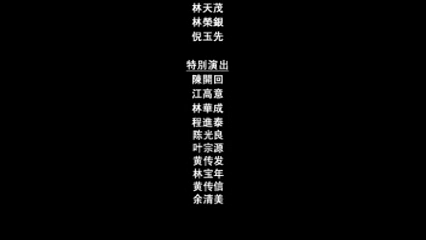 林天茂
林榮銀
倪玉先
特別演出
陳開回
江高意
林華成
程進泰
陈光良
叶宗源
黄传发
林宝年
黄传信
余清美